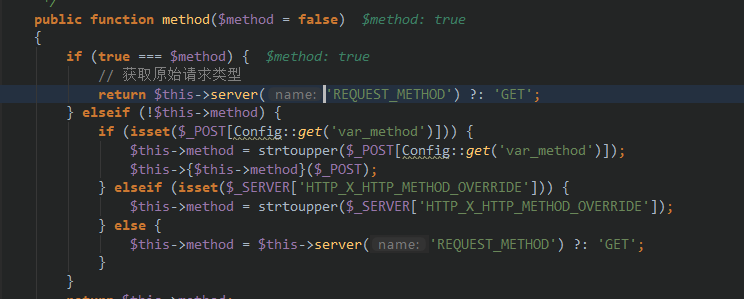 */
public function method($method = false)  $method: true
{
if (true === $method) {  $method: true
// 获取原始请求类型
return $this->server( name: 'REQUEST_METHOD') ?: 'GET';
} elseif (!$this->method) {
if (isset($_POST[Config::get('var_method')])) {
$this->method = strtoupper($_POST[Config::get('var_method')]);
$this->{$this->method}($_POST);
} elseif (isset($_SERVER['HTTP_X_HTTP_METHOD_OVERRIDE'])) {
$this->method = strtoupper($_SERVER['HTTP_X_HTTP_METHOD_OVERRIDE']);
} else {
$this->method = $this->server( name: 'REQUEST_METHOD') ?: 'GET';
}
}
return $this->method;